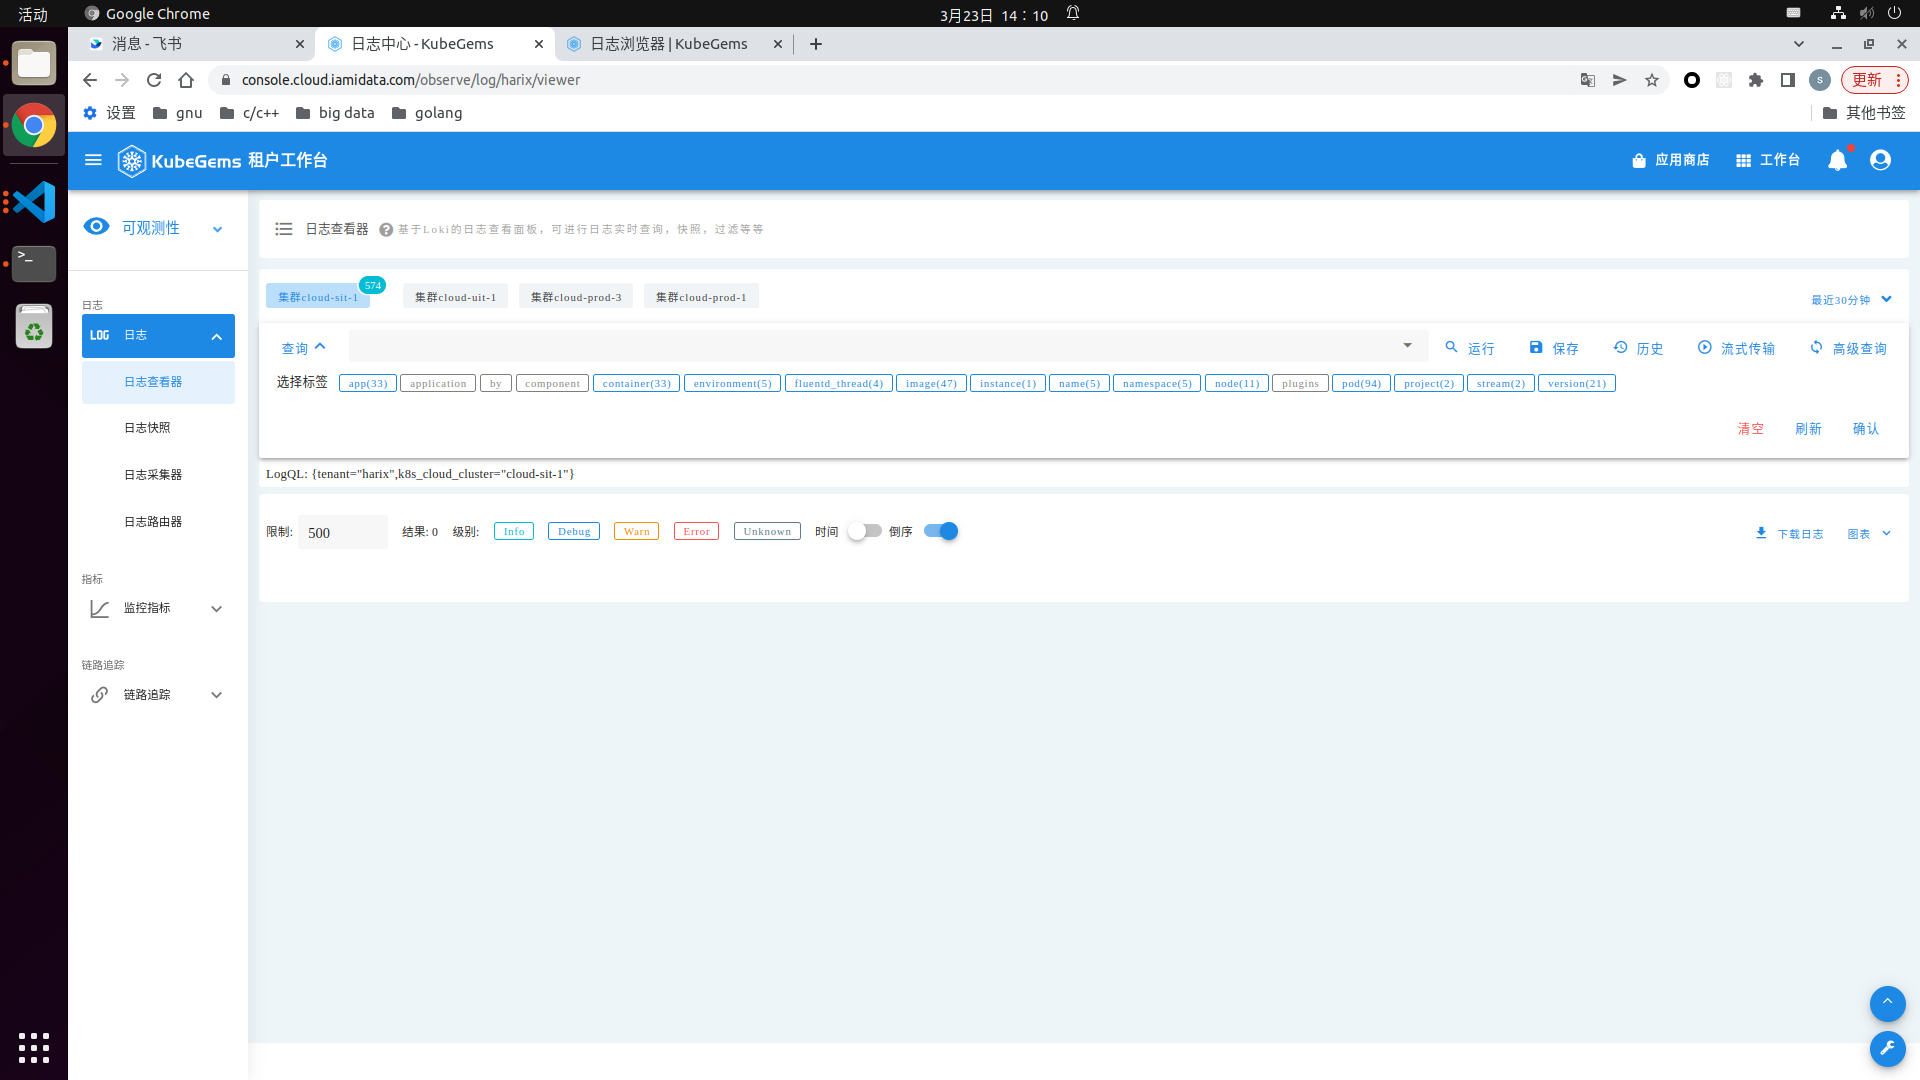 活动 Google Chrome 3月23日 14：10
消息 - 飞书 日志中心 - KubeGems 日志浏览器 | KubeGems
console.cloud.iamidata.com/observe/log/harix/viewer S 更新
设置 gnu c/c++ big data golang 其他书签
KubeGems 租户工作台 应用商店 工作台
可观测性
日志
LOG 日志
日志查看器
日志快照
日志采集器
日志路由器
指标
监控指标
链路追踪
链路追踪
日志查看器 基于Loki的日志查看面板，可进行日志实时查询，快照，过滤等等
集群cloud-sit-1 574 集群cloud-uit-1 集群cloud-prod-3 集群cloud-prod-1 最近30分钟
查询 运行 保存 历史 流式传输 高级查询
选择标签 app(33) application by component container(33) environment(5) fluentd_thread(4) image(47) instance(1) name(5) namespace(5) node(11) plugins pod(94) project(2) stream(2) version(21)
清空 刷新 确认
LogQL: {tenant="harix",k8s_cloud_cluster="cloud-sit-1"}
限制: 500 结果: 0 级别: Info Debug Warn Error Unknown 时间 倒序 下载日志 图表